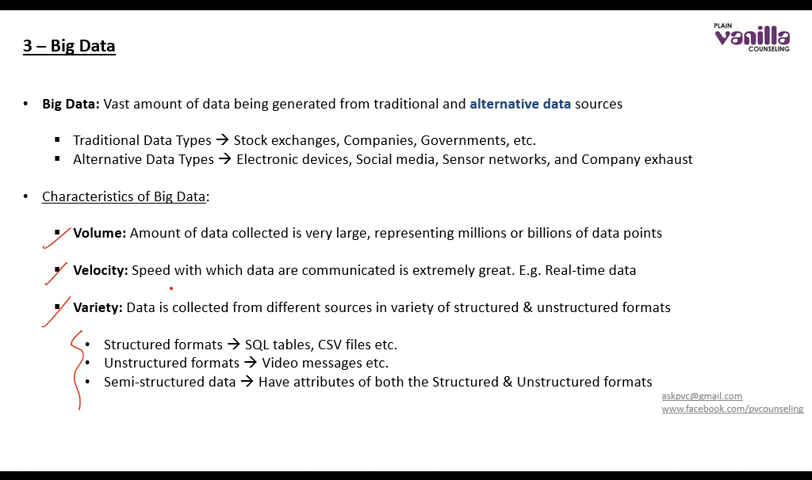 3 – Big Data
PLAIN
vanilla
COUNSELING
• Big Data: Vast amount of data being generated from traditional and alternative data sources
▪ Traditional Data Types → Stock exchanges, Companies, Governments, etc.
▪ Alternative Data Types → Electronic devices, Social media, Sensor networks, and Company exhaust
• Characteristics of Big Data:
▪ Volume: Amount of data collected is very large, representing millions or billions of data points
▪ Velocity: Speed with which data are communicated is extremely great. E.g. Real-time data
▪ Variety: Data is collected from different sources in variety of structured & unstructured formats
• Structured formats → SQL tables, CSV files etc.
• Unstructured formats → Video messages etc.
• Semi-structured data → Have attributes of both the Structured & Unstructured formats
askpvc@gmail.com
www.facebook.com/pvcounseling